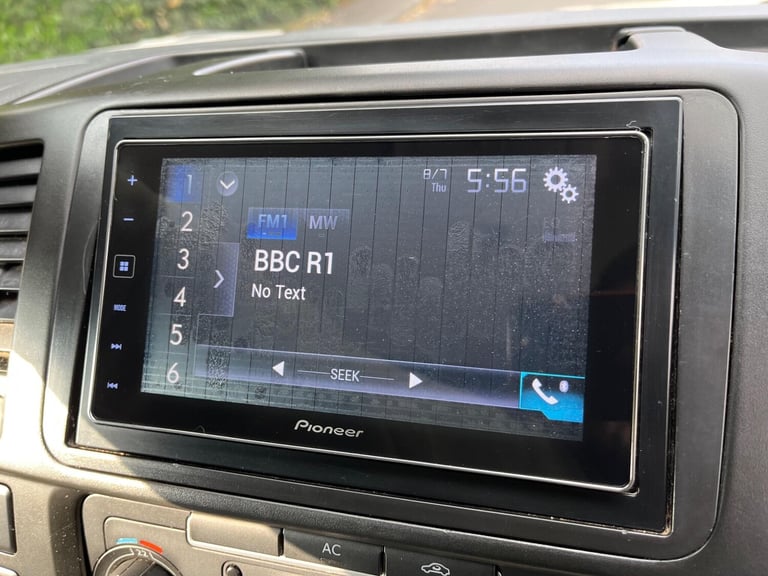 +
1
8/7
Thu
5:56
−
2
FM1 MW
3
BBC R1
No Text
4
MODE
5
SEEK
6
Pioneer
22
AC